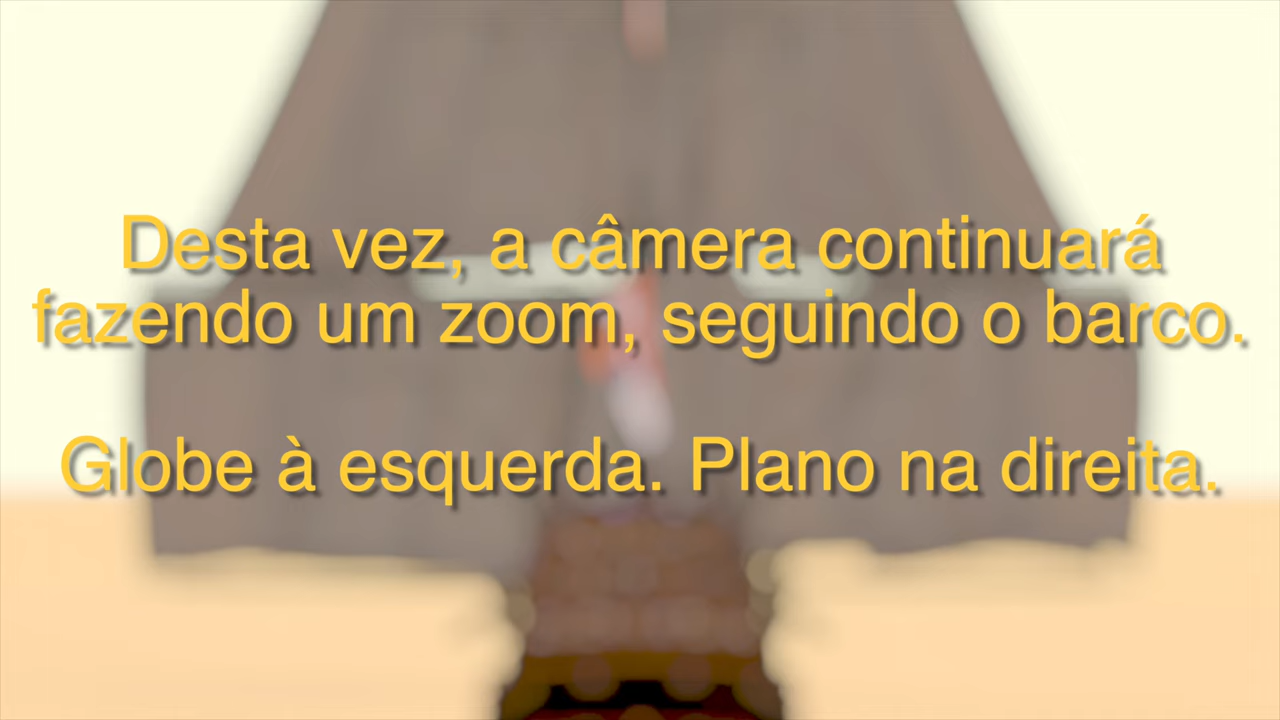 Desta vez, a câmera continuará
fazendo um zoom, seguindo o barco.
Globe à esquerda. Plano na direita.